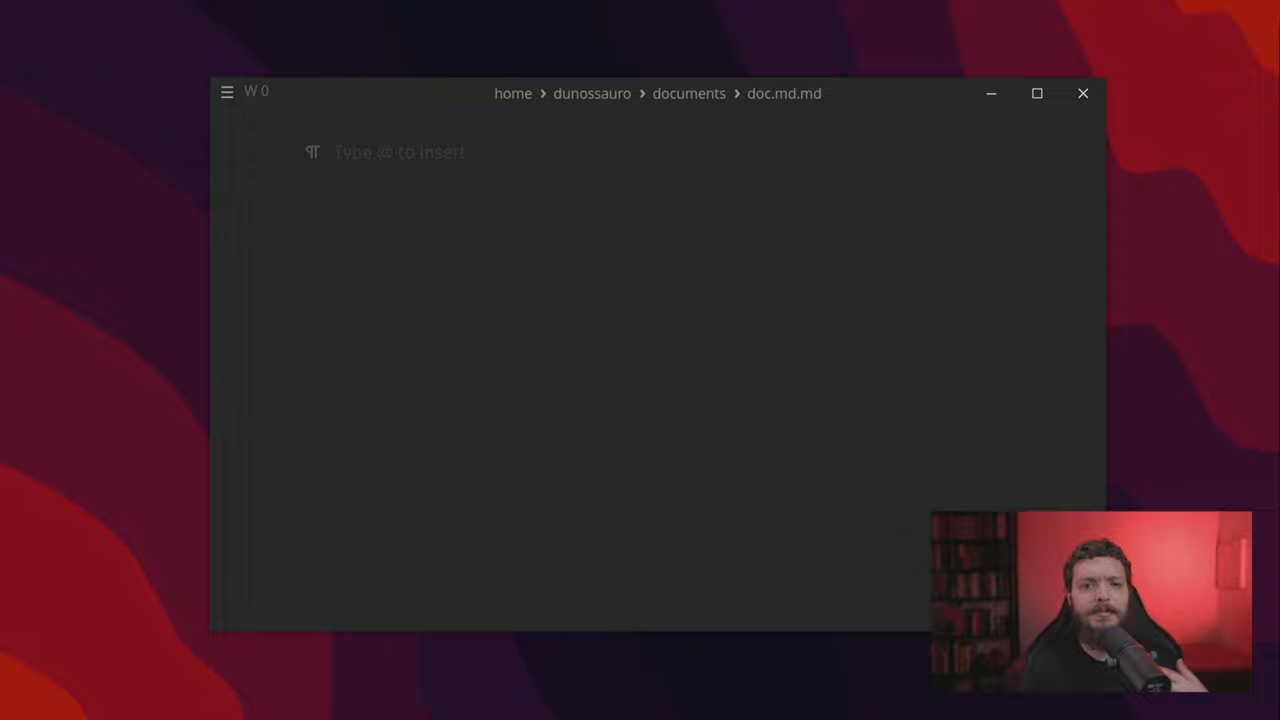 W 0
home › dunossauro › documents › doc.md.md
¶ Type @ to insert